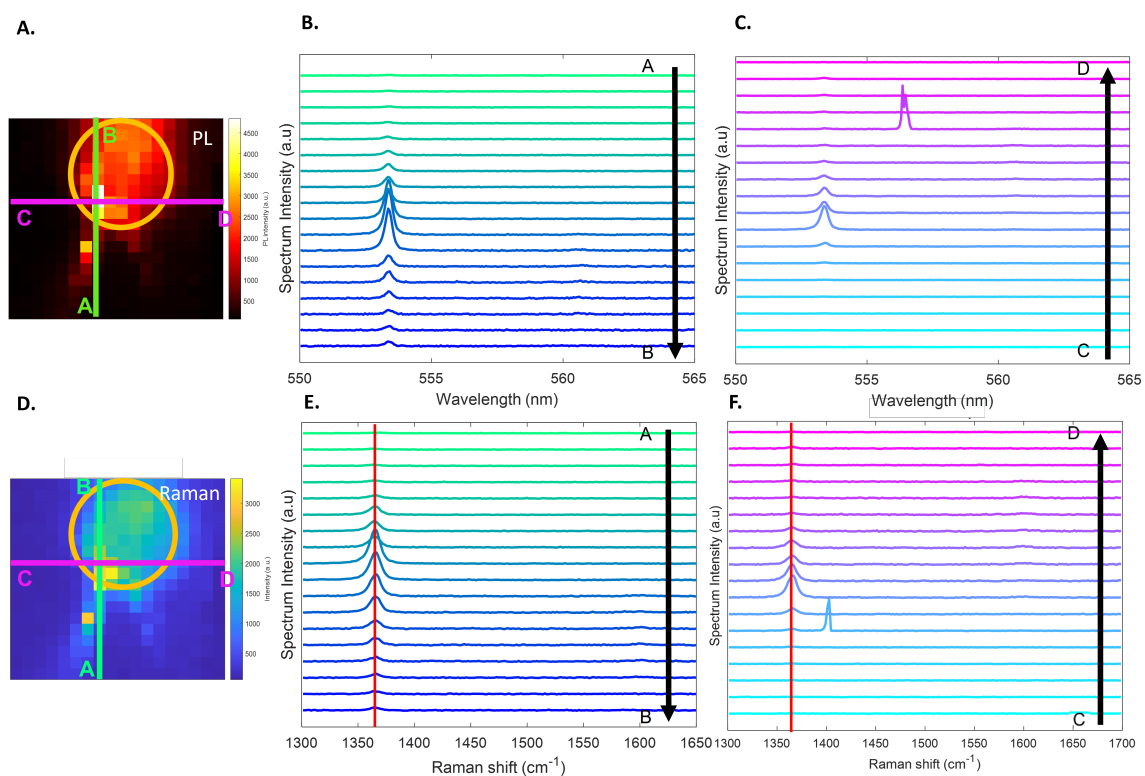 A.
B.
C.
PL
B
C
D
A
4500
4000
3500
3000
2500
2000
1500
1000
500
PL intensity (a.u.)
Spectrum Intensity (a.u)
A
B
550
555
560
565
Wavelength (nm)
Spectrum Intensity (a.u)
D
C
550
555
560
565
Wavelength (nm)
D.
E.
F.
Raman
B
C
D
A
3000
2500
2000
1500
1000
500
Intensity (a.u.)
Spectrum Intensity (a.u)
A
B
1300
1350
1400
1450
1500
1550
1600
1650
Raman shift (cm⁻¹)
Spectrum Intensity (a.u)
D
C
1300
1350
1400
1450
1500
1550
1600
1650
1700
Raman shift (cm⁻¹)